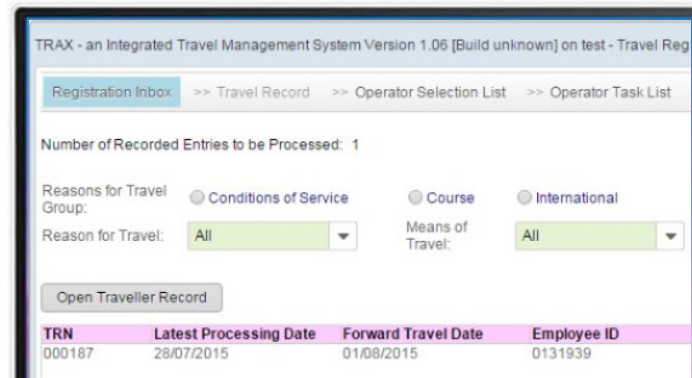 TRAX - an Integrated Travel Management System Version 1.06 [Build unknown] on test - Travel Reg
Registration Inbox >> Travel Record >> Operator Selection List >> Operator Task List
Number of Recorded Entries to be Processed: 1
Reasons for Travel Group: Conditions of Service Course International
Reason for Travel: All Means of Travel: All
Open Traveller Record
TRN Latest Processing Date Forward Travel Date Employee ID
000187 28/07/2015 01/08/2015 0131939